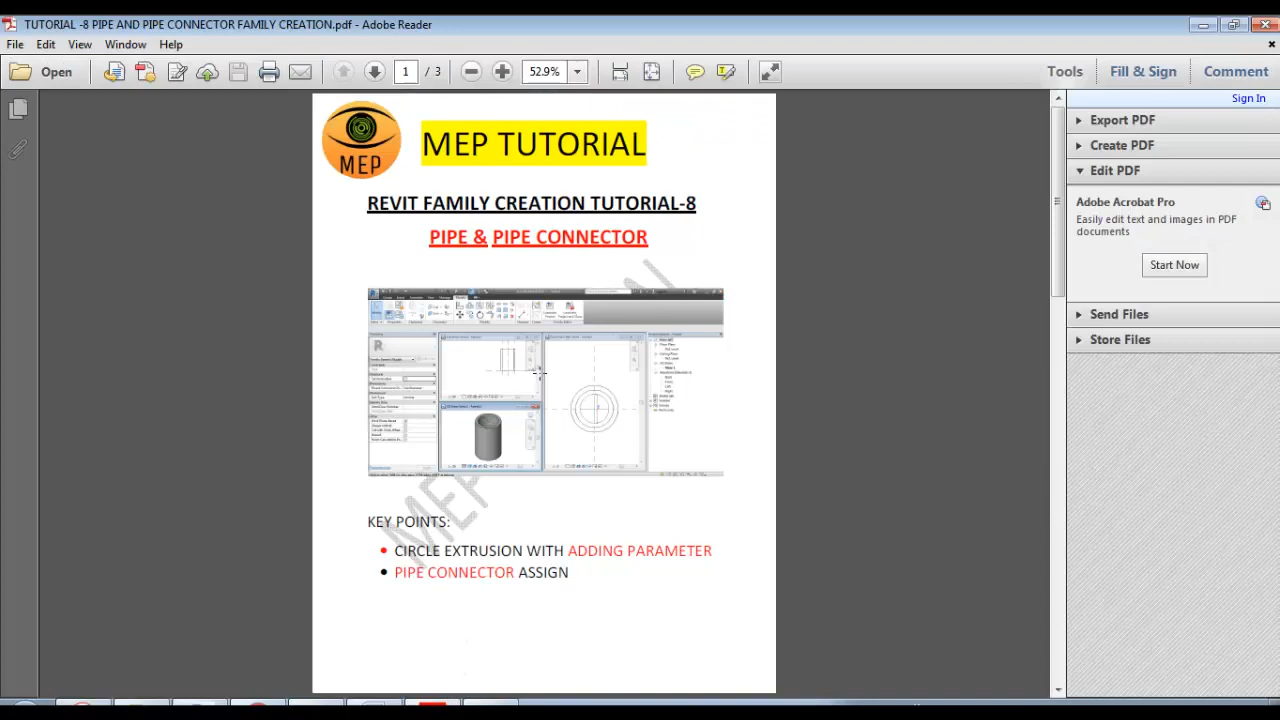 TUTORIAL -8 PIPE AND PIPE CONNECTOR FAMILY CREATION.pdf - Adobe Reader
File Edit View Window Help
Open 1 / 3 52.9% Tools Fill & Sign Comment
Sign In
Export PDF
Create PDF
Edit PDF
Adobe Acrobat Pro
Easily edit text and images in PDF
documents
Start Now
Send Files
Store Files
MEP
MEP TUTORIAL
REVIT FAMILY CREATION TUTORIAL-8
PIPE & PIPE CONNECTOR
KEY POINTS:
• CIRCLE EXTRUSION WITH ADDING PARAMETER
• PIPE CONNECTOR ASSIGN